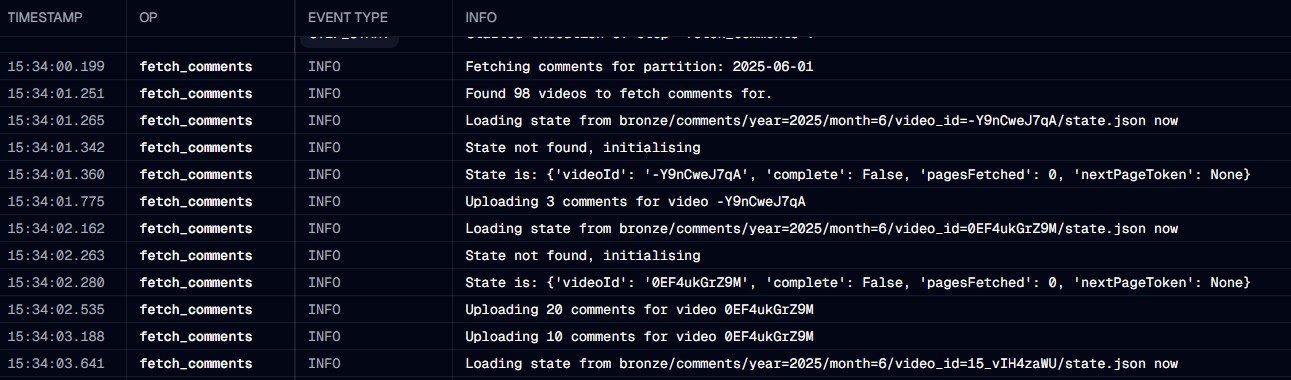 TIMESTAMP OP EVENT TYPE INFO
15:34:00.199 fetch_comments INFO Fetching comments for partition: 2025-06-01
15:34:01.251 fetch_comments INFO Found 98 videos to fetch comments for.
15:34:01.265 fetch_comments INFO Loading state from bronze/comments/year=2025/month=6/video_id=-Y9nCweJ7qA/state.json now
15:34:01.342 fetch_comments INFO State not found, initialising
15:34:01.360 fetch_comments INFO State is: {'videoId': '-Y9nCweJ7qA', 'complete': False, 'pagesFetched': 0, 'nextPageToken': None}
15:34:01.775 fetch_comments INFO Uploading 3 comments for video -Y9nCweJ7qA
15:34:02.162 fetch_comments INFO Loading state from bronze/comments/year=2025/month=6/video_id=0EF4ukGrZ9M/state.json now
15:34:02.263 fetch_comments INFO State not found, initialising
15:34:02.280 fetch_comments INFO State is: {'videoId': '0EF4ukGrZ9M', 'complete': False, 'pagesFetched': 0, 'nextPageToken': None}
15:34:02.535 fetch_comments INFO Uploading 20 comments for video 0EF4ukGrZ9M
15:34:03.188 fetch_comments INFO Uploading 10 comments for video 0EF4ukGrZ9M
15:34:03.641 fetch_comments INFO Loading state from bronze/comments/year=2025/month=6/video_id=15_vIH4zaWU/state.json now